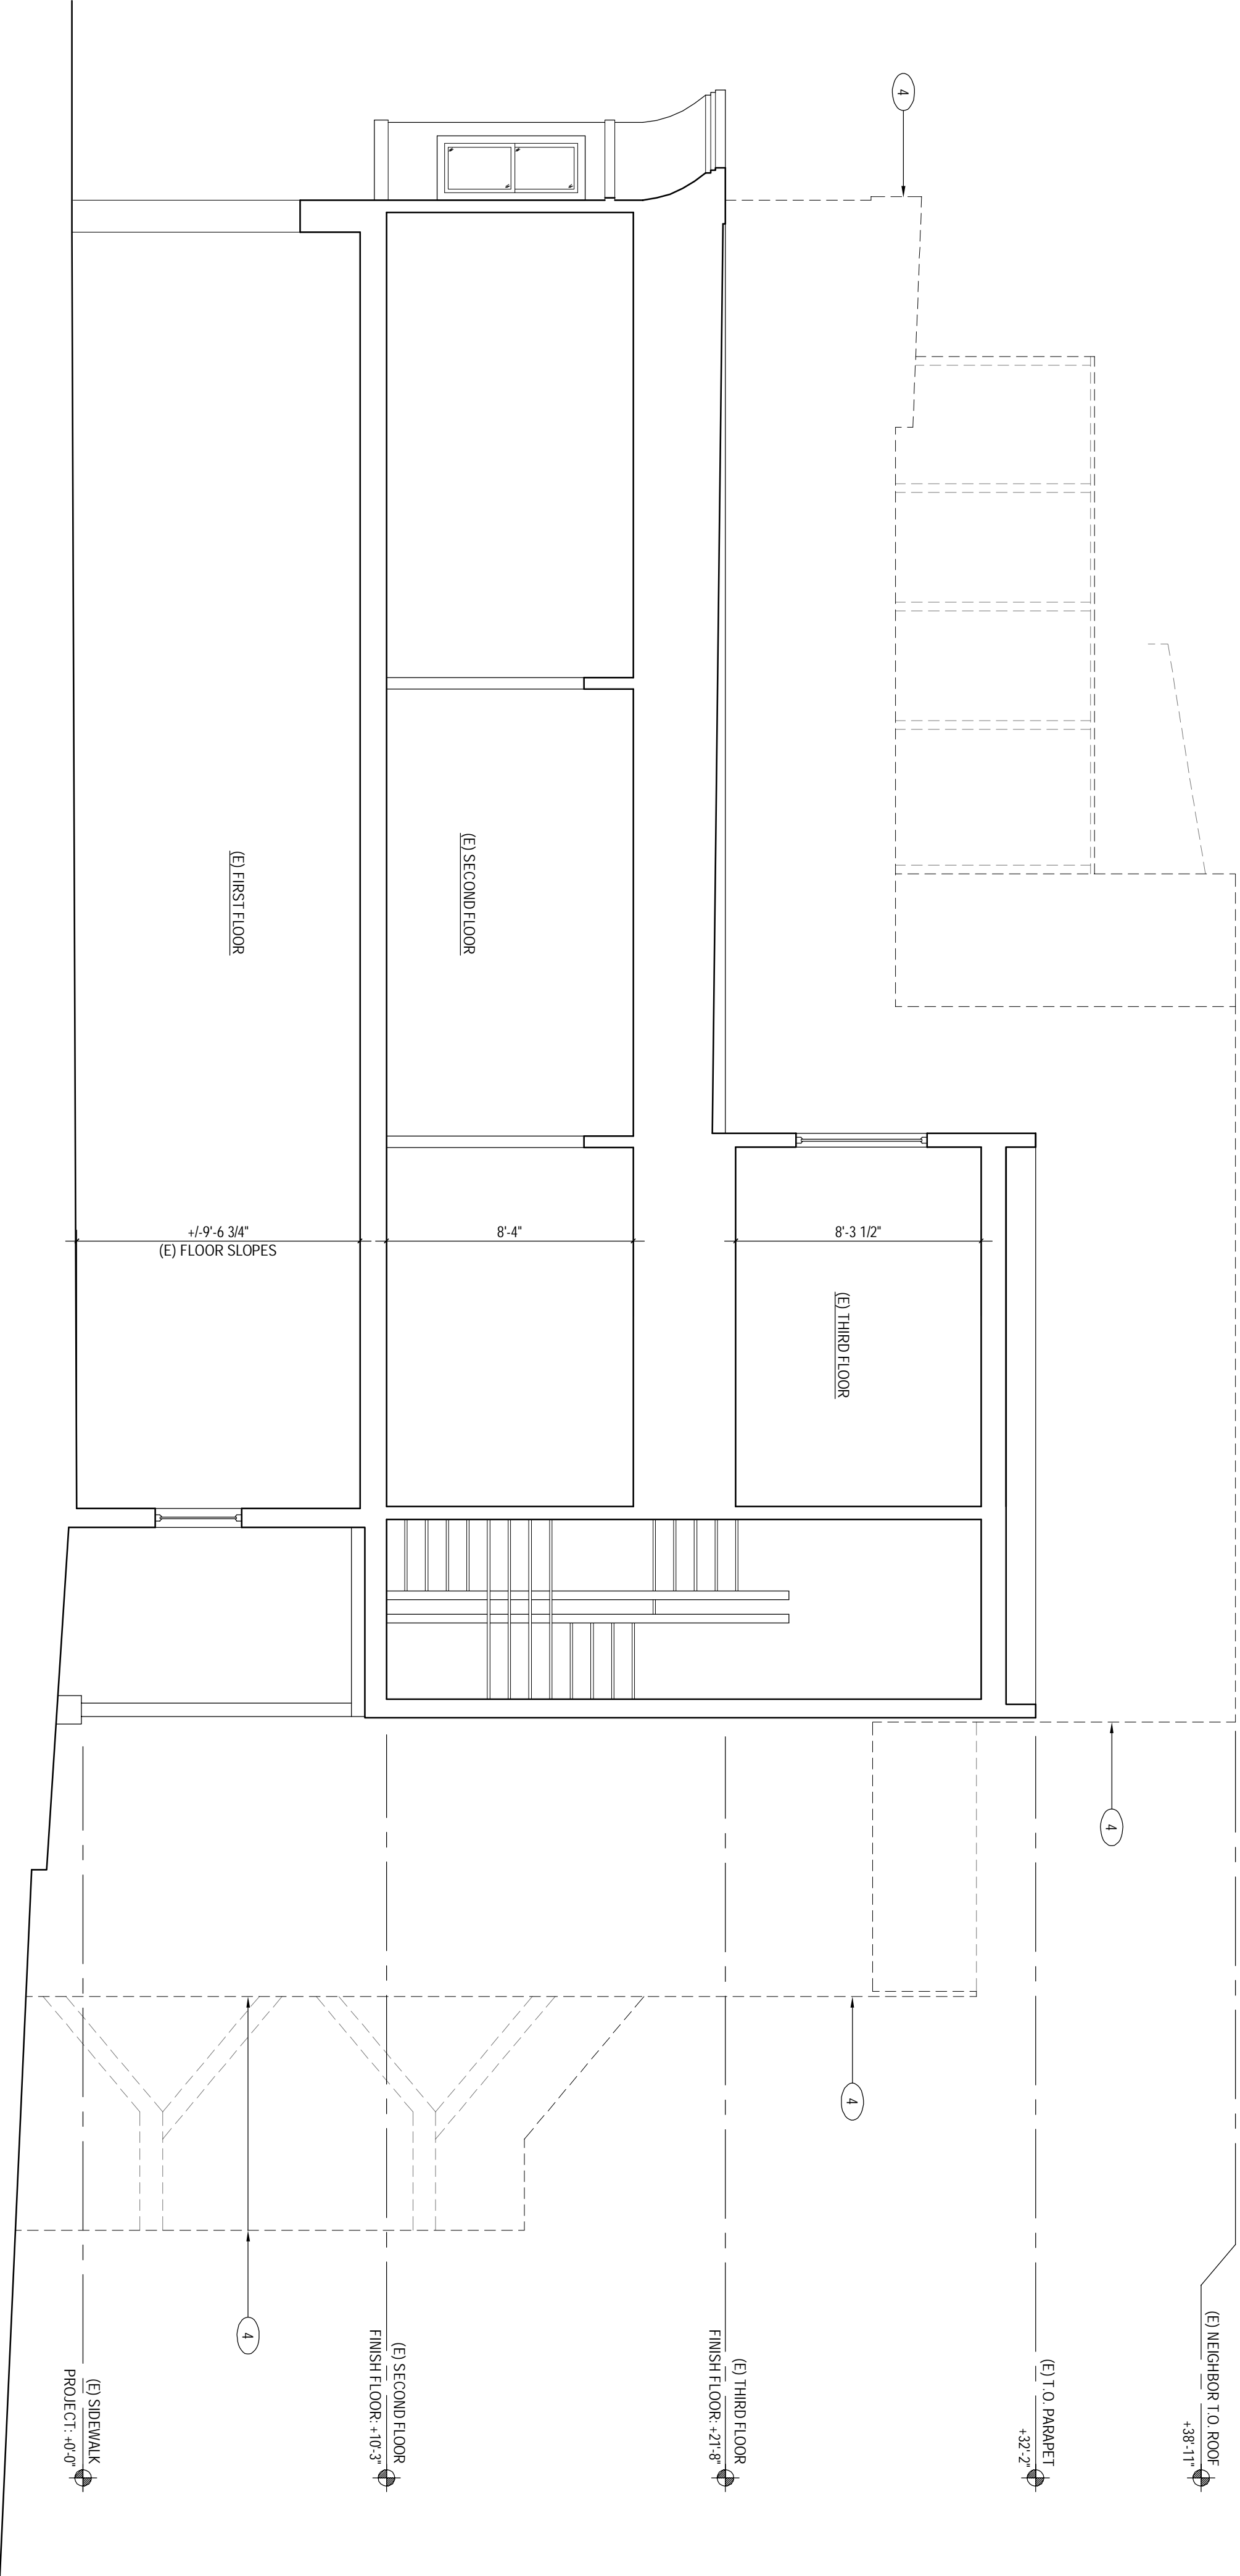 4
(E) NEIGHBOR T.O. ROOF
+38'-11"
4
(E) T.O. PARAPET
+32'-2"
8'-3 1/2"
(E) THIRD FLOOR
4
(E) THIRD FLOOR
FINISH FLOOR: +21'-8"
(E) SECOND FLOOR
8'-4"
(E) SECOND FLOOR
FINISH FLOOR: +10'-3"
(E) FIRST FLOOR
+/-9'-6 3/4"
(E) FLOOR SLOPES
4
(E) SIDEWALK
PROJECT: +0'-0"